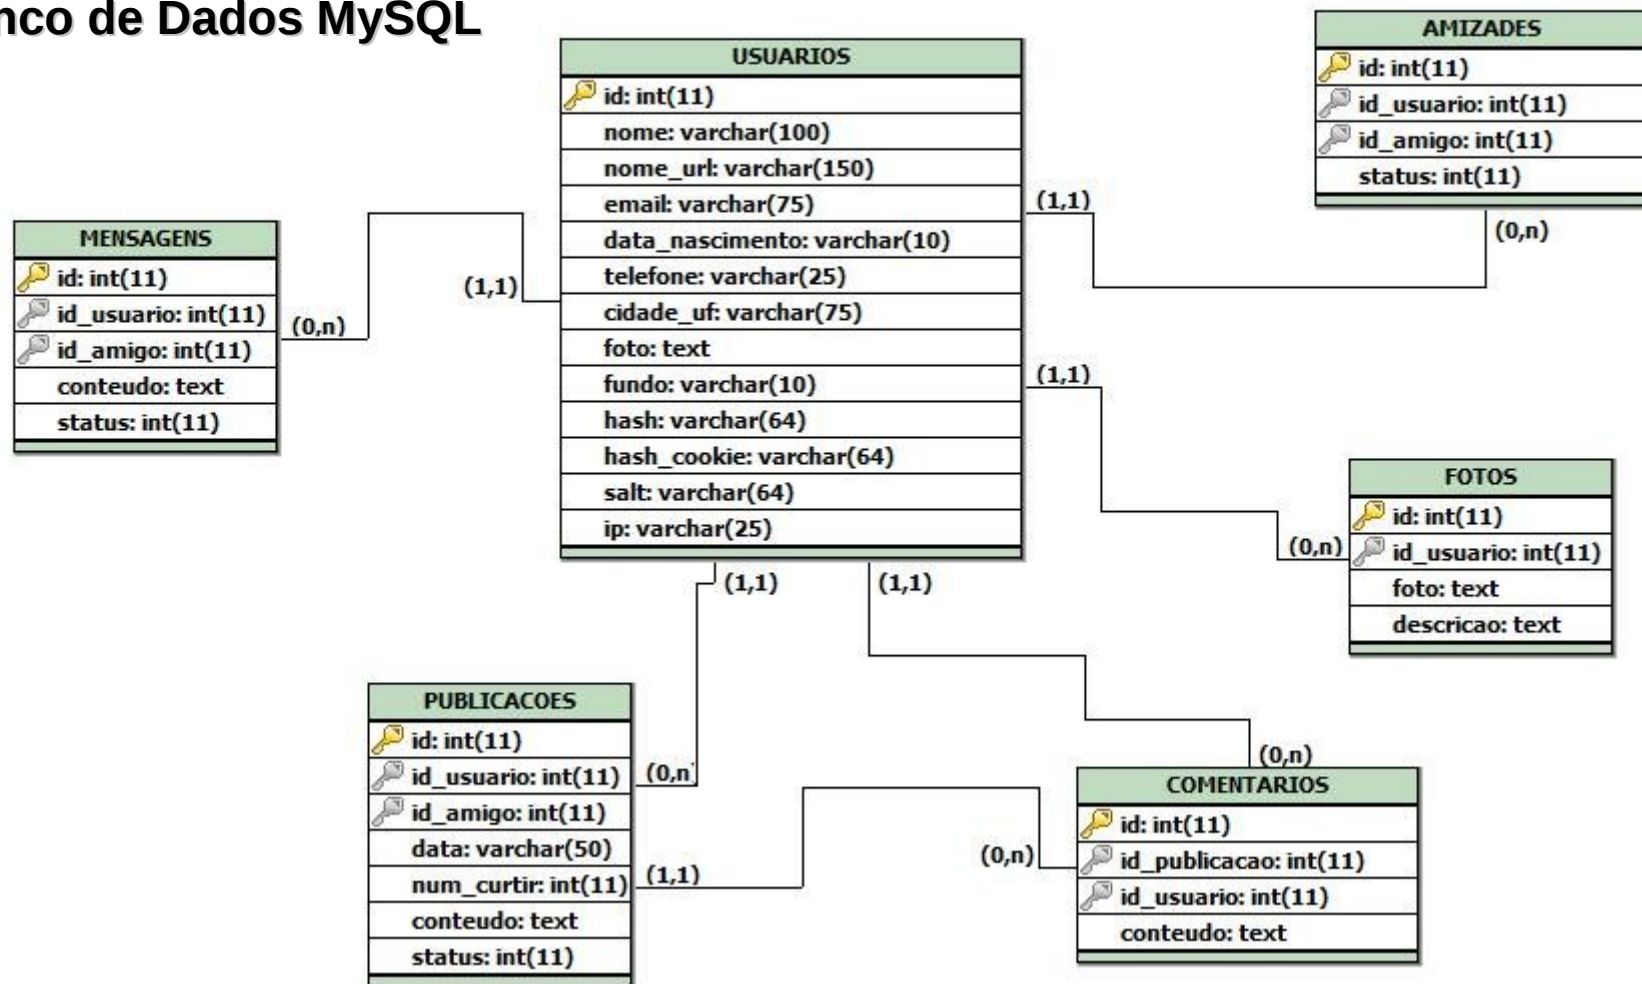 nco de Dados MySQL
USUARIOS
id: int(11)
nome: varchar(100)
nome_url: varchar(150)
email: varchar(75)
data_nascimento: varchar(10)
telefone: varchar(25)
cidade_uf: varchar(75)
foto: text
fundo: varchar(10)
hash: varchar(64)
hash_cookie: varchar(64)
salt: varchar(64)
ip: varchar(25)
AMIZADES
id: int(11)
id_usuario: int(11)
id_amigo: int(11)
status: int(11)
(1,1)
(0,n)
MENSAGENS
id: int(11)
id_usuario: int(11)
id_amigo: int(11)
conteudo: text
status: int(11)
(0,n)
(1,1)
(1,1)
(0,n)
FOTOS
id: int(11)
id_usuario: int(11)
foto: text
descricao: text
(1,1)
(1,1)
PUBLICACOES
id: int(11)
id_usuario: int(11)
id_amigo: int(11)
data: varchar(50)
num_curtir: int(11)
conteudo: text
status: int(11)
(0,n)
(1,1)
(0,n)
(0,n)
COMENTARIOS
id: int(11)
id_publicacao: int(11)
id_usuario: int(11)
conteudo: text